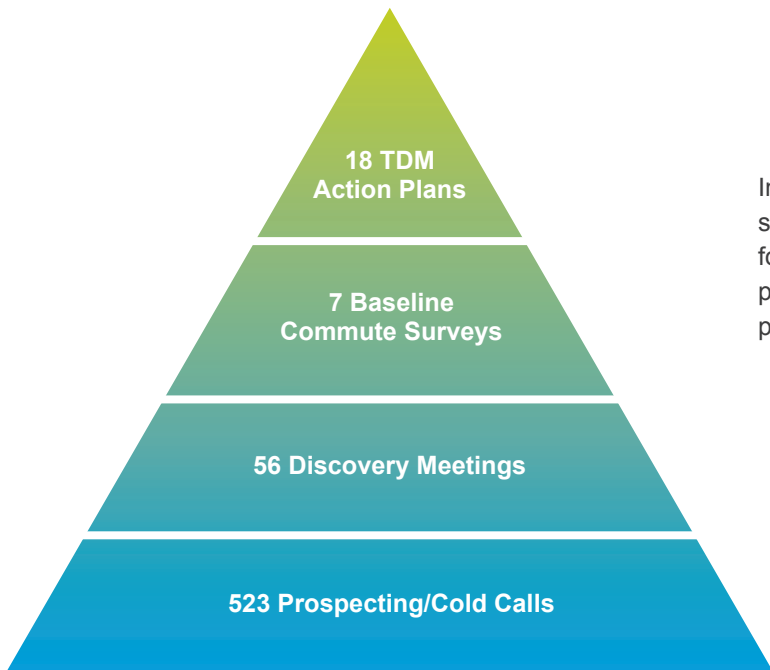 18 TDM
Action Plans
7 Baseline
Commute Surveys
56 Discovery Meetings
523 Prospecting/Cold Calls